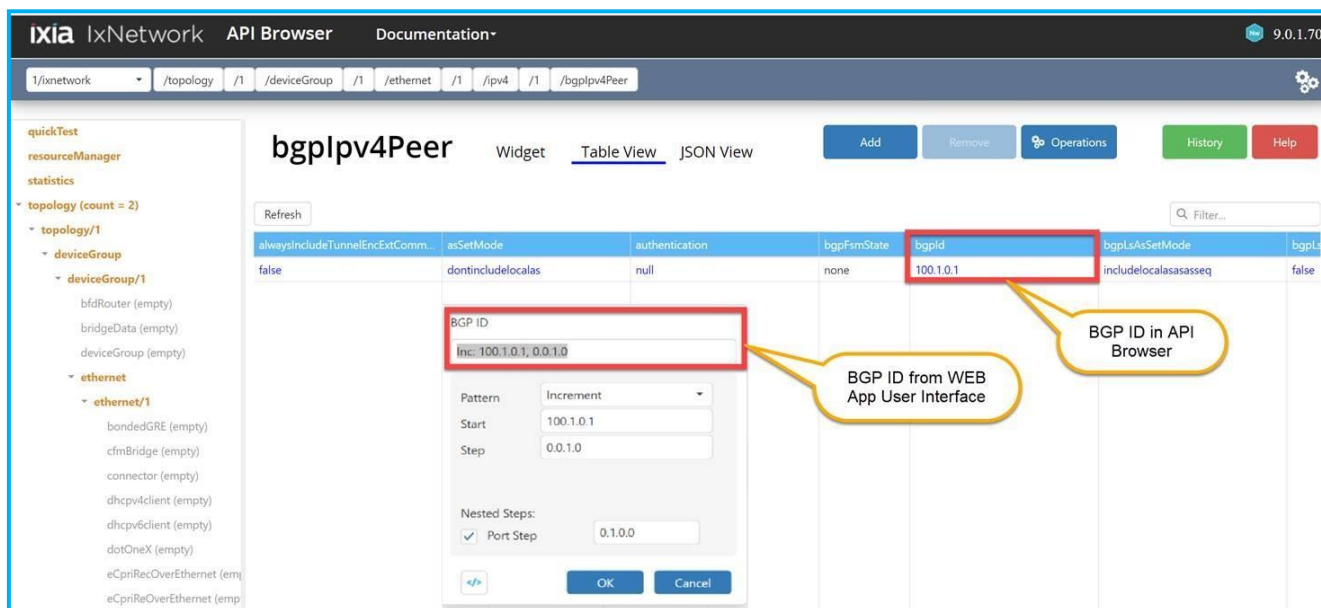 ixia IxNetwork API Browser Documentation
9.0.1.70
1/ixnetwork /topology /1 /deviceGroup /1 /ethernet /1 /ipv4 /1 /bgpIpv4Peer
quickTest
resourceManager
statistics
topology (count = 2)
topology/1
deviceGroup
deviceGroup/1
bfdRouter (empty)
bridgeData (empty)
deviceGroup (empty)
ethernet
ethernet/1
bondedGRE (empty)
cfmBridge (empty)
connector (empty)
dhcpv4client (empty)
dhcpv6client (empty)
dotOneX (empty)
eCpriRecOverEthernet (emp
eCpriReOverEthernet (emp
bgpIpv4Peer Widget Table View JSON View
Add Remove Operations History Help
Refresh
Filter...
alwaysIncludeTunnelEncExtComm... asSetMode authentication bgpFsmState bgpId bgpLsAsSetMode bgpLs
false dontincludelocalas null none 100.1.0.1 includelocalasasasseq false
BGP ID
Inc: 100.1.0.1, 0.0.1.0
Pattern Increment
Start 100.1.0.1
Step 0.0.1.0
Nested Steps:
Port Step 0.1.0.0
</> OK Cancel
BGP ID from WEB
App User Interface
BGP ID in API
Browser